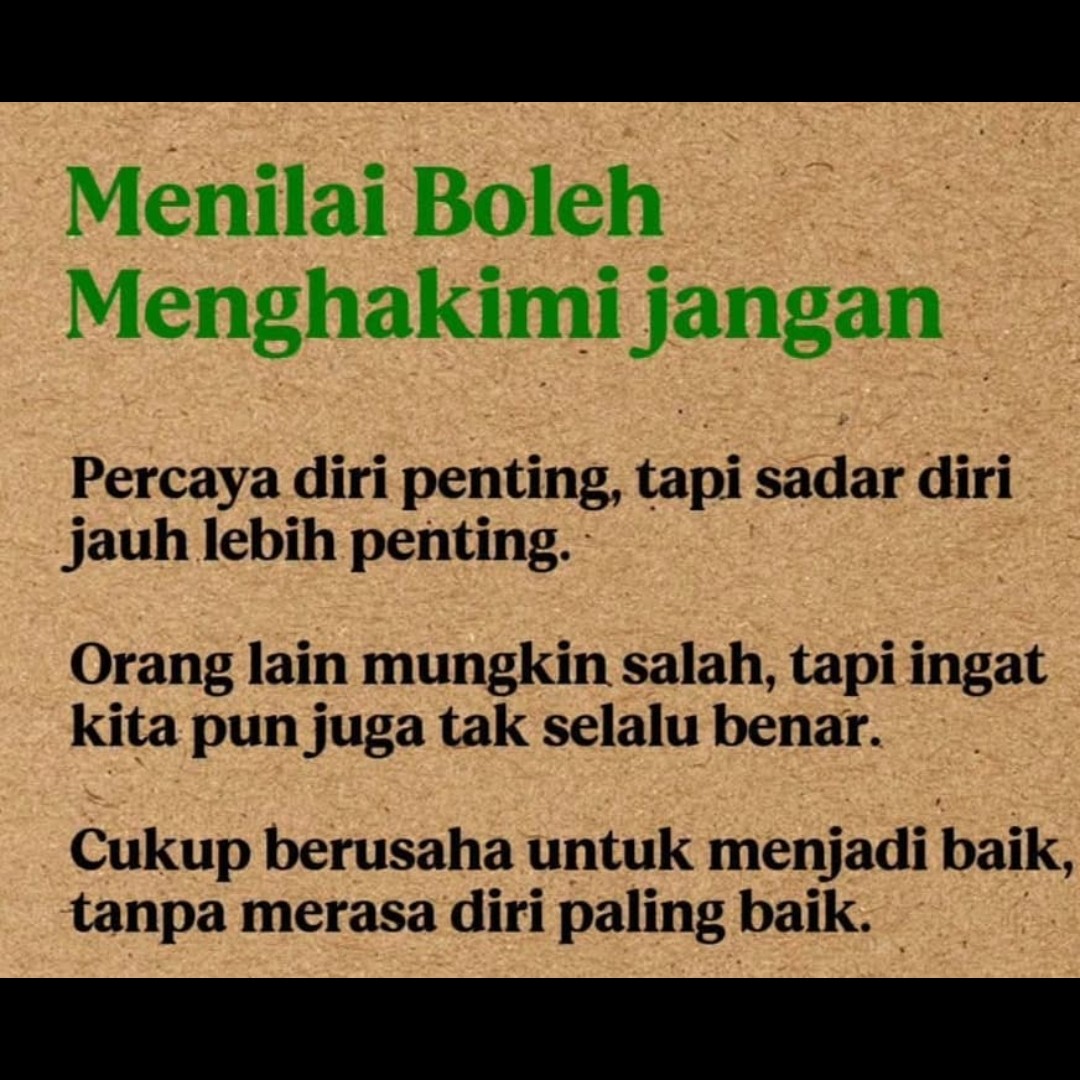 Menilai Boleh
Menghakimi jangan
Percaya diri penting, tapi sadar diri
jauh lebih penting.
Orang lain mungkin salah, tapi ingat
kita pun juga tak selalu benar.
Cukup berusaha untuk menjadi baik,
tanpa merasa diri paling baik.